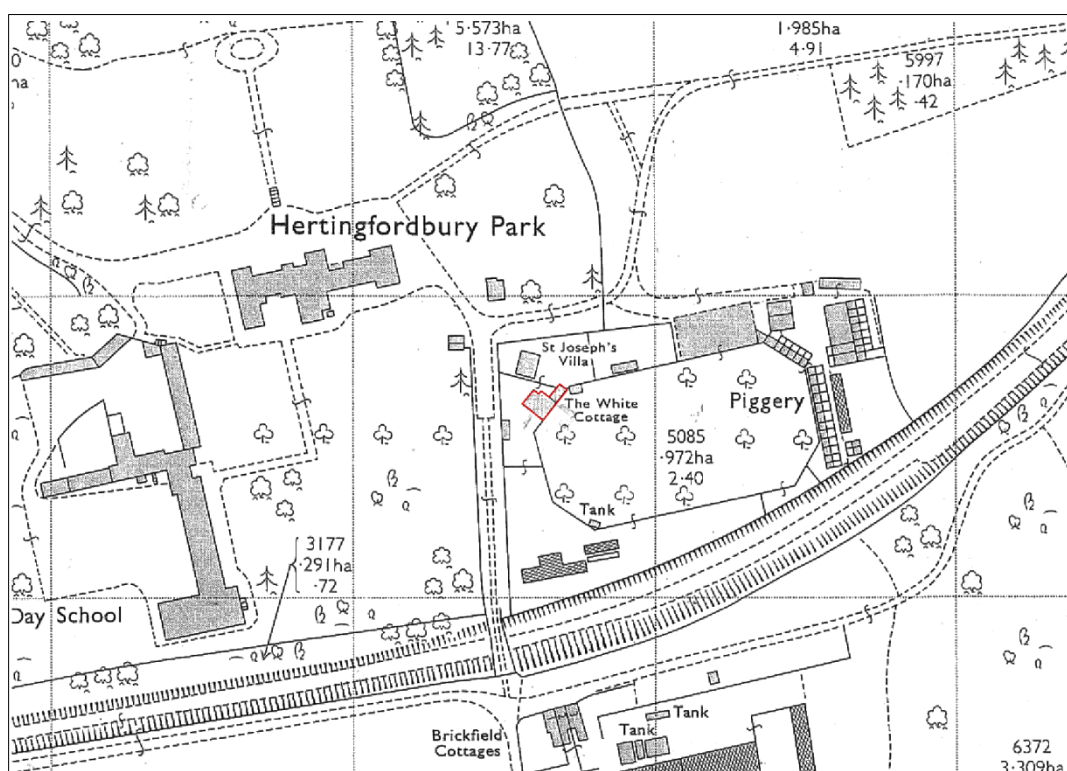 5·573ha
13·77
1·985ha
4·91
5997
·170ha
·42
0
ha
Hertingfordbury Park
St Joseph's
Villa
The White
Cottage
Piggery
5085
·972ha
2·40
Tank
3177
·291ha
·72
Day School
Brickfield
Cottages
Tank
Tank
6372
3·309ha